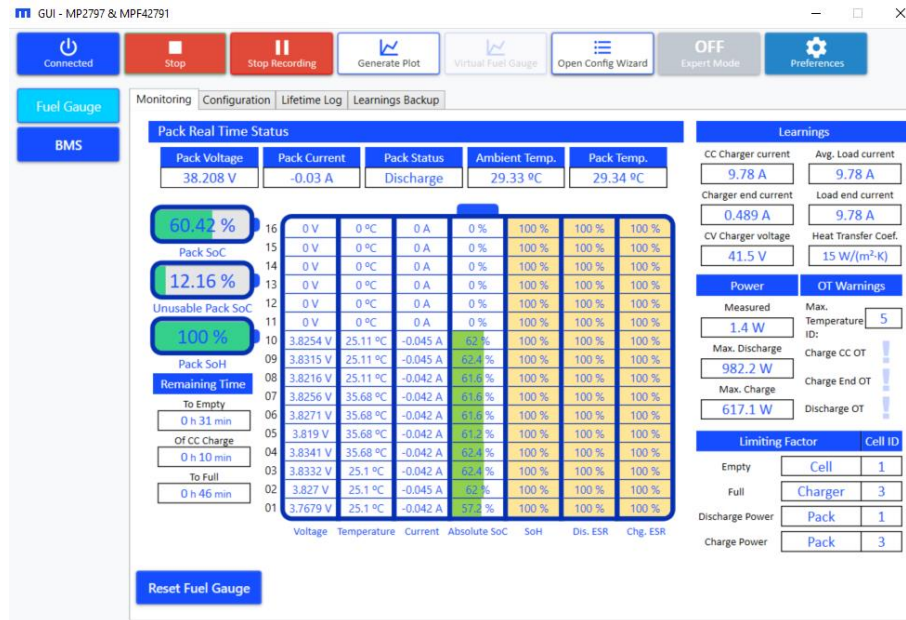 GUI - MP2797 & MPF42791
Connected
Stop
Stop Recording
Generate Plot
Virtual Fuel Gauge
Open Config Wizard
OFF
Expert Mode
Preferences
Fuel Gauge
BMS
Monitoring Configuration Lifetime Log Learnings Backup
Pack Real Time Status
Pack Voltage Pack Current Pack Status Ambient Temp. Pack Temp.
38.208 V -0.03 A Discharge 29.33 ºC 29.34 ºC
60.42 %
Pack SoC
12.16 %
Unusable Pack SoC
100 %
Pack SoH
Remaining Time
To Empty
0 h 31 min
Of CC Charge
0 h 10 min
To Full
0 h 46 min
16 0 V 0 ºC 0 A 0 % 100 % 100 % 100 %
15 0 V 0 ºC 0 A 0 % 100 % 100 % 100 %
14 0 V 0 ºC 0 A 0 % 100 % 100 % 100 %
13 0 V 0 ºC 0 A 0 % 100 % 100 % 100 %
12 0 V 0 ºC 0 A 0 % 100 % 100 % 100 %
11 0 V 0 ºC 0 A 0 % 100 % 100 % 100 %
10 3.8254 V 25.11 ºC -0.045 A 62 % 100 % 100 % 100 %
09 3.8315 V 25.11 ºC -0.045 A 62.4 % 100 % 100 % 100 %
08 3.8216 V 25.11 ºC -0.042 A 61.6 % 100 % 100 % 100 %
07 3.8256 V 35.68 ºC -0.042 A 61.6 % 100 % 100 % 100 %
06 3.8271 V 35.68 ºC -0.042 A 61.6 % 100 % 100 % 100 %
05 3.819 V 35.68 ºC -0.042 A 61.2 % 100 % 100 % 100 %
04 3.8341 V 35.68 ºC -0.042 A 62.4 % 100 % 100 % 100 %
03 3.8332 V 25.1 ºC -0.042 A 62.4 % 100 % 100 % 100 %
02 3.827 V 25.1 ºC -0.045 A 62 % 100 % 100 % 100 %
01 3.7679 V 25.1 ºC -0.042 A 57.2 % 100 % 100 % 100 %
Voltage Temperature Current Absolute SoC SoH Dis. ESR Chg. ESR
Reset Fuel Gauge
Learnings
CC Charger current Avg. Load current
9.78 A 9.78 A
Charger end current Load end current
0.489 A 9.78 A
CV Charger voltage Heat Transfer Coef.
41.5 V 15 W/(m²·K)
Power
Measured
1.4 W
Max. Discharge
982.2 W
Max. Charge
617.1 W
OT Warnings
Max.
Temperature 5
ID:
Charge CC OT
Charge End OT
Discharge OT
Limiting Factor Cell ID
Empty Cell 1
Full Charger 3
Discharge Power Pack 1
Charge Power Pack 3